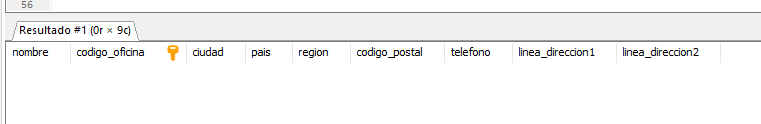 56
Resultado #1 (0r × 9c)
nombre codigo_oficina ciudad pais region codigo_postal telefono linea_direccion1 linea_direccion2